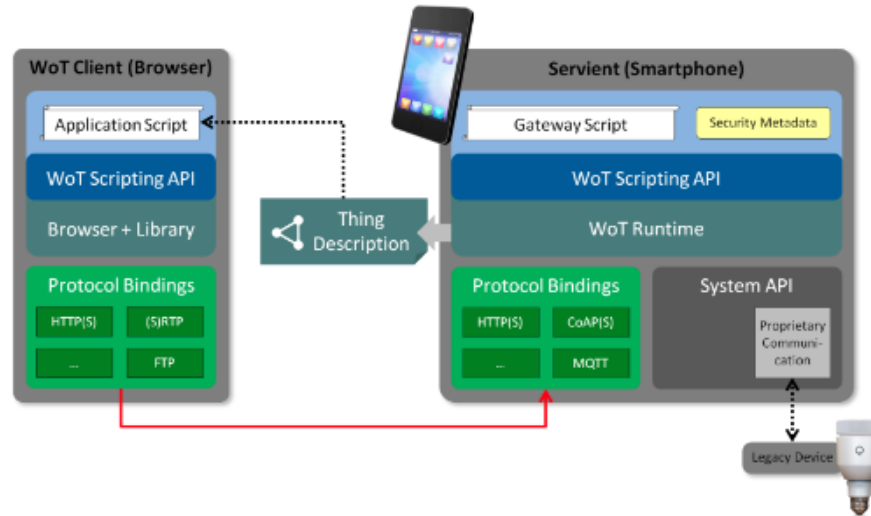 WoT Client (Browser)
Application Script
WoT Scripting API
Browser + Library
Protocol Bindings
HTTP(S)
(S)RTP
...
FTP
Thing
Description
Servient (Smartphone)
Gateway Script
Security Metadata
WoT Scripting API
WoT Runtime
Protocol Bindings
HTTP(S)
CoAP(S)
...
MQTT
System API
Proprietary
Communi-
cation
Legacy Device